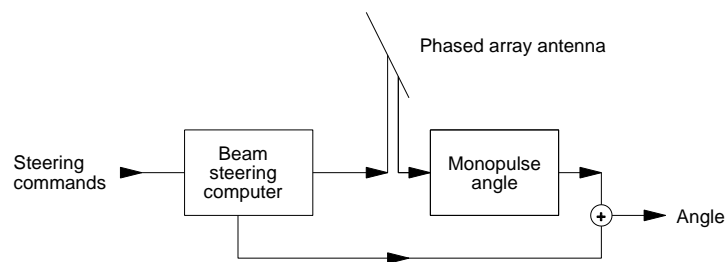 Phased array antenna
Steering
commands
Beam
steering
computer
Monopulse
angle
+
Angle